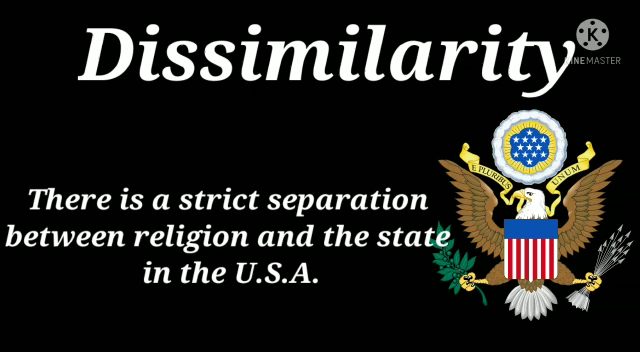 Dissimilarity
K
KINEMASTER
E PLURIBUS UNUM
There is a strict separation
between religion and the state
in the U.S.A.